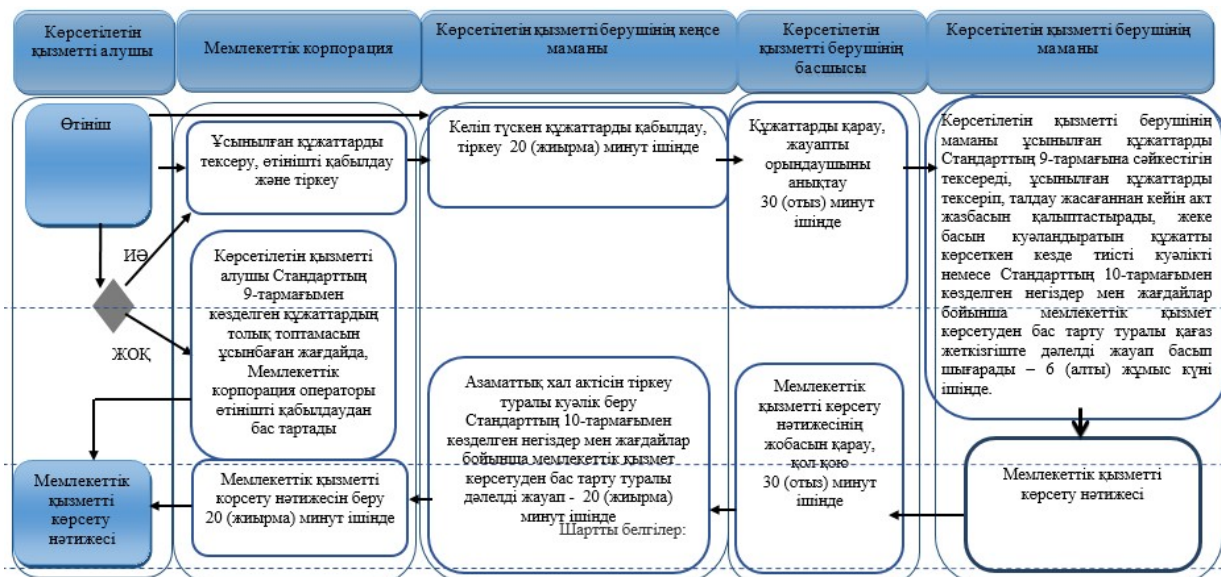 Көрсетілетін
қызметті алушы
Мемлекеттік корпорация
Көрсетілетін қызметті берушінің кеңсе
маманы
Көрсетілетін
қызметті берушінің
басшысы
Көрсетілетін қызметті берушінің
маманы
Өтініш
Ұсынылған құжаттарды
тексеру, өтінішті қабылдау
және тіркеу
Келіп түскен құжаттарды қабылдау,
тіркеу 20 (жиырма) минут ішінде
Құжаттарды қарау,
жауапты
орындаушыны
анықтау
30 (отыз) минут
ішінде
Көрсетілетін қызметті берушінің
маманы ұсынылған құжаттарды
Стандарттың 9-тармағына сәйкестігін
тексереді, ұсынылған құжаттарды
тексеріп, талдау жасағаннан кейін акт
жазбасын қалыптастырады, жеке
басын куәландыратын құжатты
көрсеткен кезде тиісті куәлікті
немесе Стандарттың 10-тармағымен
көзделген негіздер мен жағдайлар
бойынша мемлекеттік қызмет
көрсетуден бас тарту туралы қағаз
жеткізгіште дәлелді жауап басып
шығарады – 6 (алты) жұмыс күні
ішінде.
ИӘ
ЖОҚ
Көрсетілетін қызметті
алушы Стандарттың
9-тармағымен
көзделген құжаттардың
толық топтамасын
ұсынбаған жағдайда,
Мемлекеттік
корпорация операторы
өтінішті қабылдаудан
бас тартады
Азаматтық хал актісін тіркеу
туралы куәлік беру
Стандарттың 10-тармағымен
көзделген негіздер мен жағдайлар
бойынша мемлекеттік қызмет
көрсетуден бас тарту туралы
дәлелді жауап - 20 (жиырма)
минут ішінде
Шартты белгілер:
Мемлекеттік
қызметті көрсету
нәтижесінің
жобасын қарау,
қол қою
30 (отыз) минут
ішінде
Мемлекеттік қызметті
көрсету нәтижесі
Мемлекеттік қызметті
корсету нәтижесін беру
20 (жиырма) минут ішінде
Мемлекеттік
қызметті
көрсету
нәтижесі